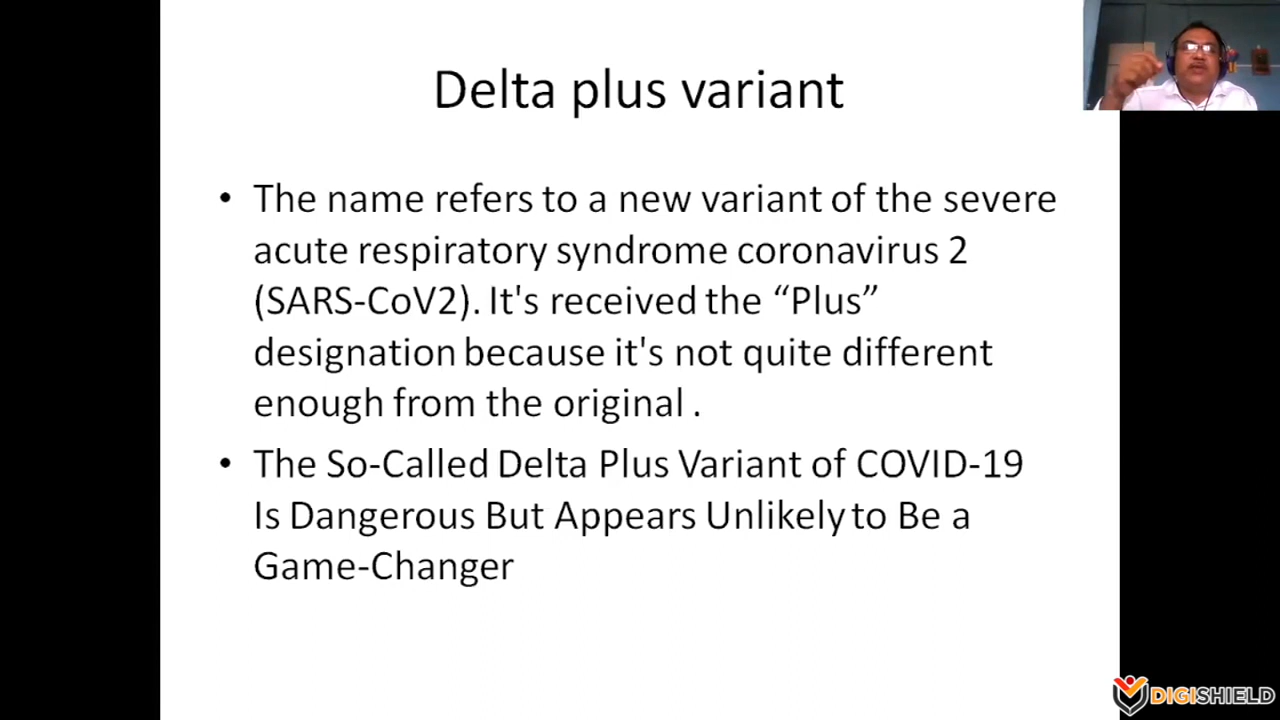 Delta plus variant
• The name refers to a new variant of the severe
acute respiratory syndrome coronavirus 2
(SARS-CoV2). It's received the “Plus”
designation because it's not quite different
enough from the original .
• The So-Called Delta Plus Variant of COVID-19
Is Dangerous But Appears Unlikely to Be a
Game-Changer
DIGISHIELD